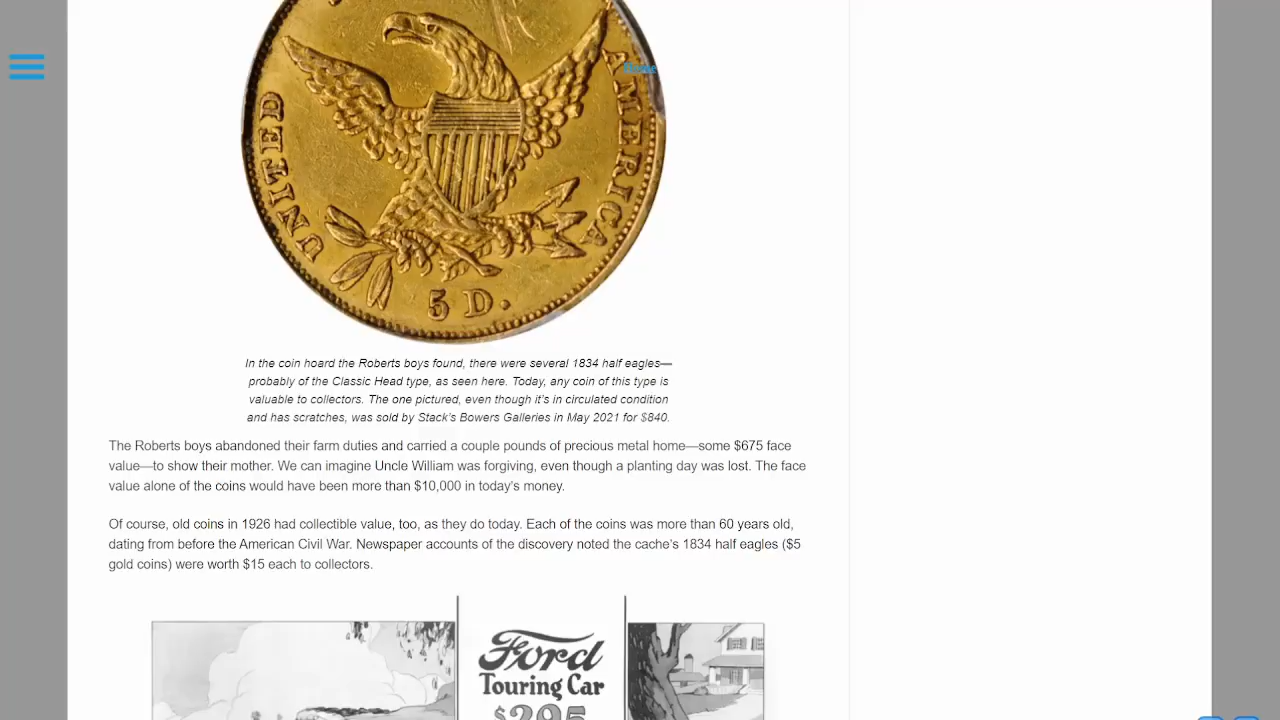 UNITED
AMERICA
Home
5 D.
In the coin hoard the Roberts boys found, there were several 1834 half eagles—
probably of the Classic Head type, as seen here. Today, any coin of this type is
valuable to collectors. The one pictured, even though it's in circulated condition
and has scratches, was sold by Stack's Bowers Galleries in May 2021 for $840.
The Roberts boys abandoned their farm duties and carried a couple pounds of precious metal home—some $675 face
value—to show their mother. We can imagine Uncle William was forgiving, even though a planting day was lost. The face
value alone of the coins would have been more than $10,000 in today's money.
Of course, old coins in 1926 had collectible value, too, as they do today. Each of the coins was more than 60 years old,
dating from before the American Civil War. Newspaper accounts of the discovery noted the cache's 1834 half eagles ($5
gold coins) were worth $15 each to collectors.
Ford
Touring Car
$295